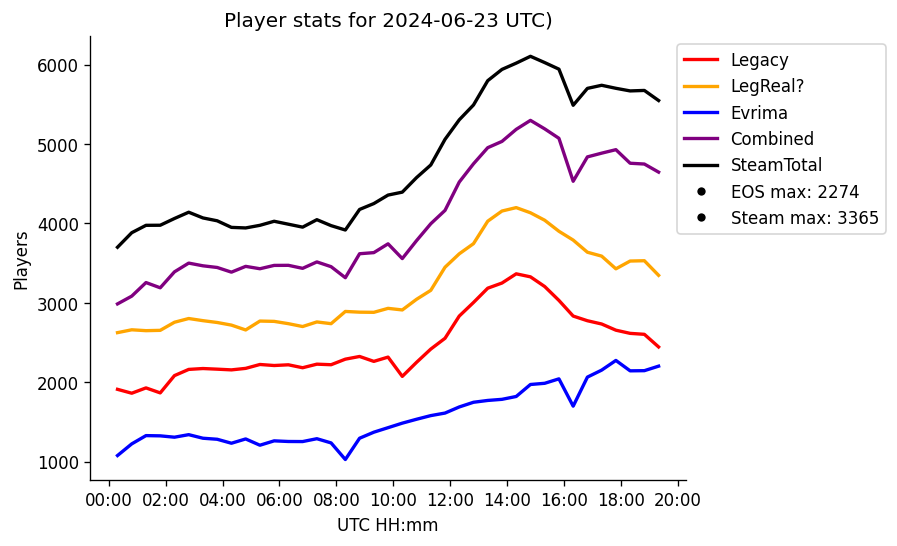 Player stats for 2024-06-23 UTC)
Players
6000
5000
4000
3000
2000
1000
00:00 02:00 04:00 06:00 08:00 10:00 12:00 14:00 16:00 18:00 20:00
UTC HH:mm
Legacy
LegReal?
Evrima
Combined
SteamTotal
EOS max: 2274
Steam max: 3365